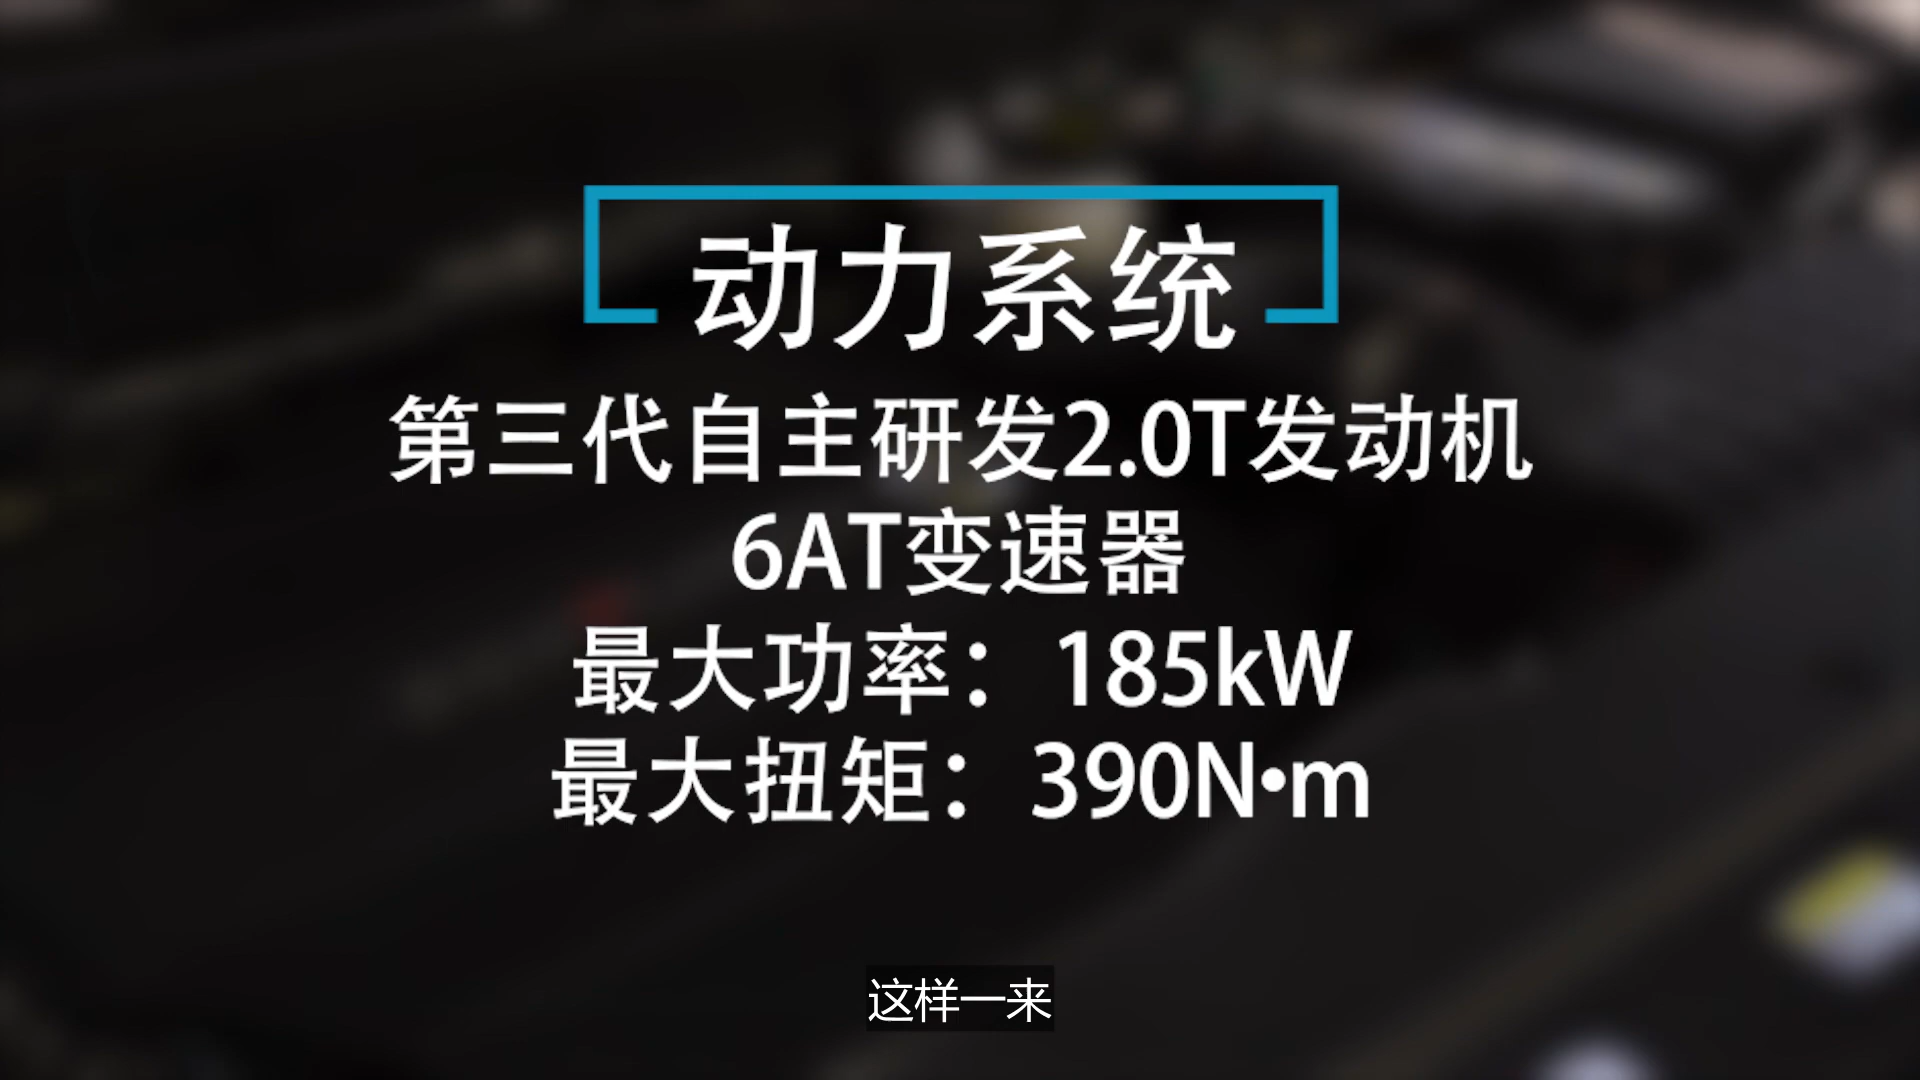 动力系统
第三代自主研发2.0T发动机
6AT变速器
最大功率：185kW
最大扭矩：390N•m
这样一来